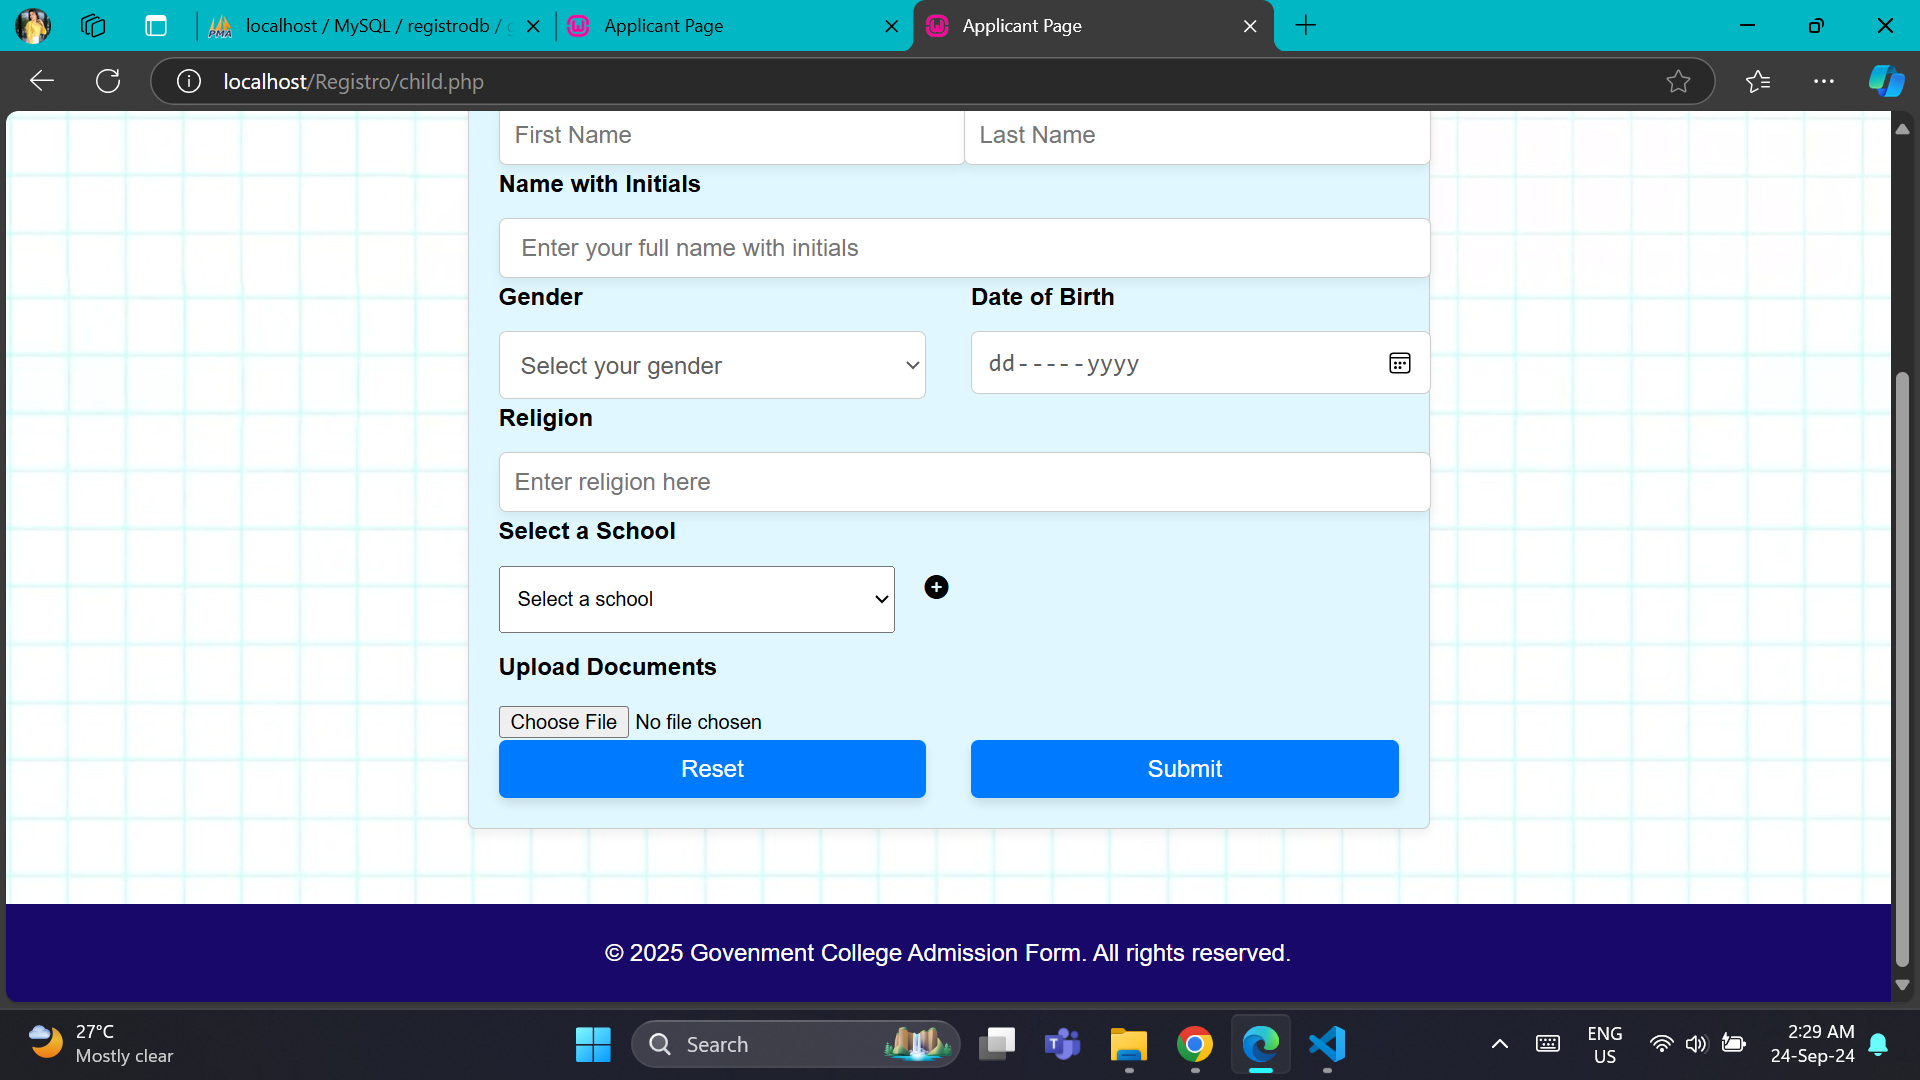 localhost / MySQL / registrodb /
Applicant Page
Applicant Page
localhost/Registro/child.php
First Name
Last Name
Name with Initials
Enter your full name with initials
Gender
Date of Birth
Select your gender
dd-----yyyy
Religion
Enter religion here
Select a School
Select a school
Upload Documents
Choose File No file chosen
Reset
Submit
© 2025 Govenment College Admission Form. All rights reserved.
27°C
Mostly clear
Search
ENG
US
2:29 AM
24-Sep-24